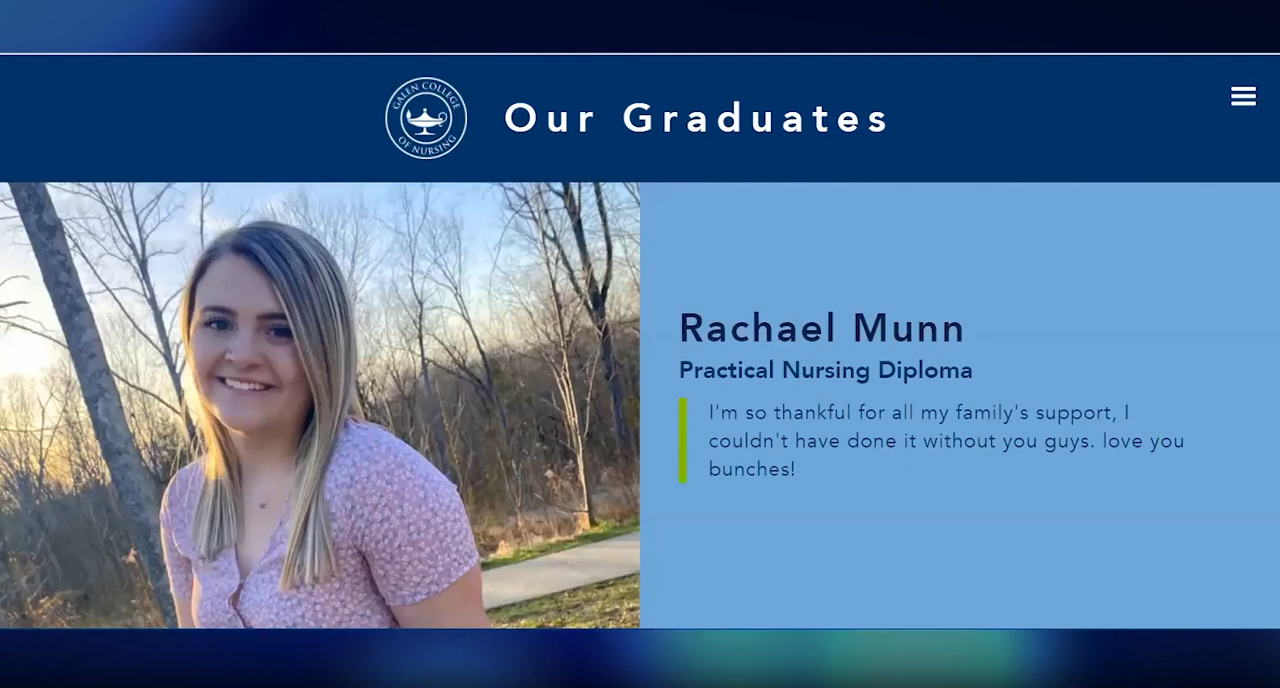 GALEN COLLEGE
OF NURSING
Our Graduates
Rachael Munn
Practical Nursing Diploma
I'm so thankful for all my family's support, I
couldn't have done it without you guys. love you
bunches!